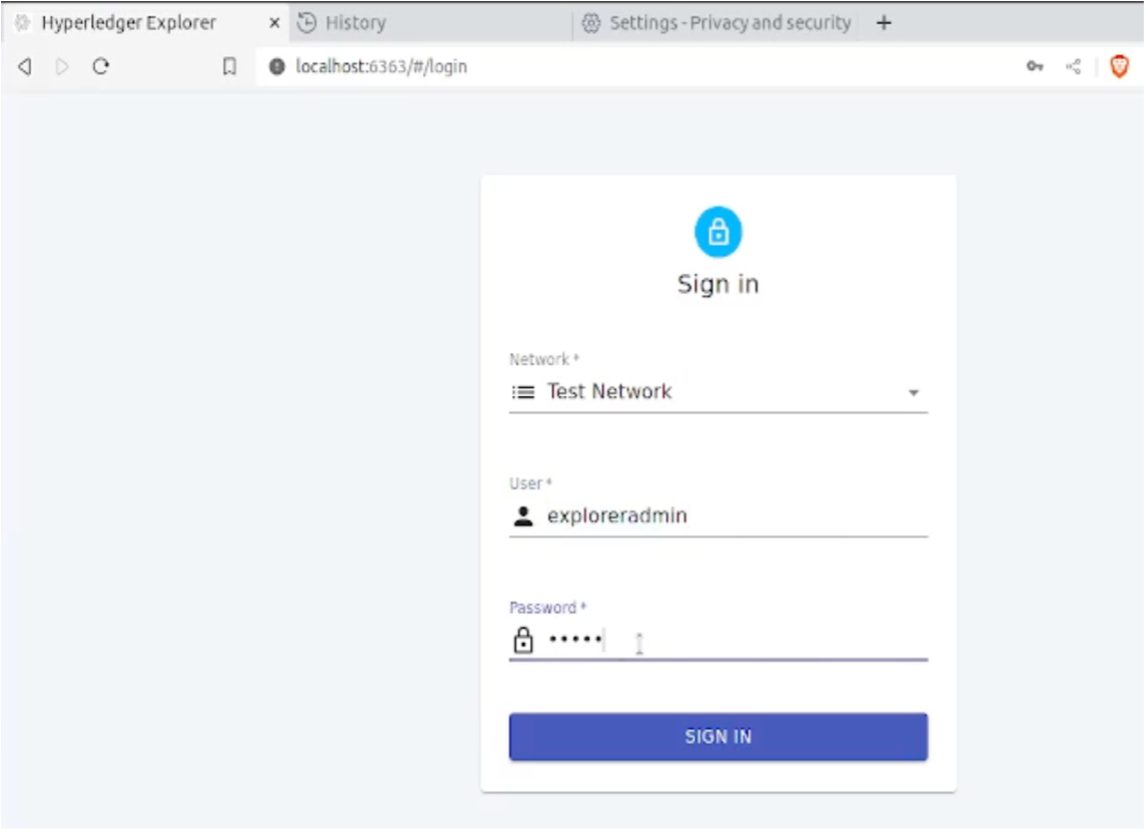 Hyperledger Explorer × History Settings - Privacy and security +
localhost:6363/#/login
Sign in
Network *
Test Network
User *
exploreradmin
Password *
•••••
SIGN IN